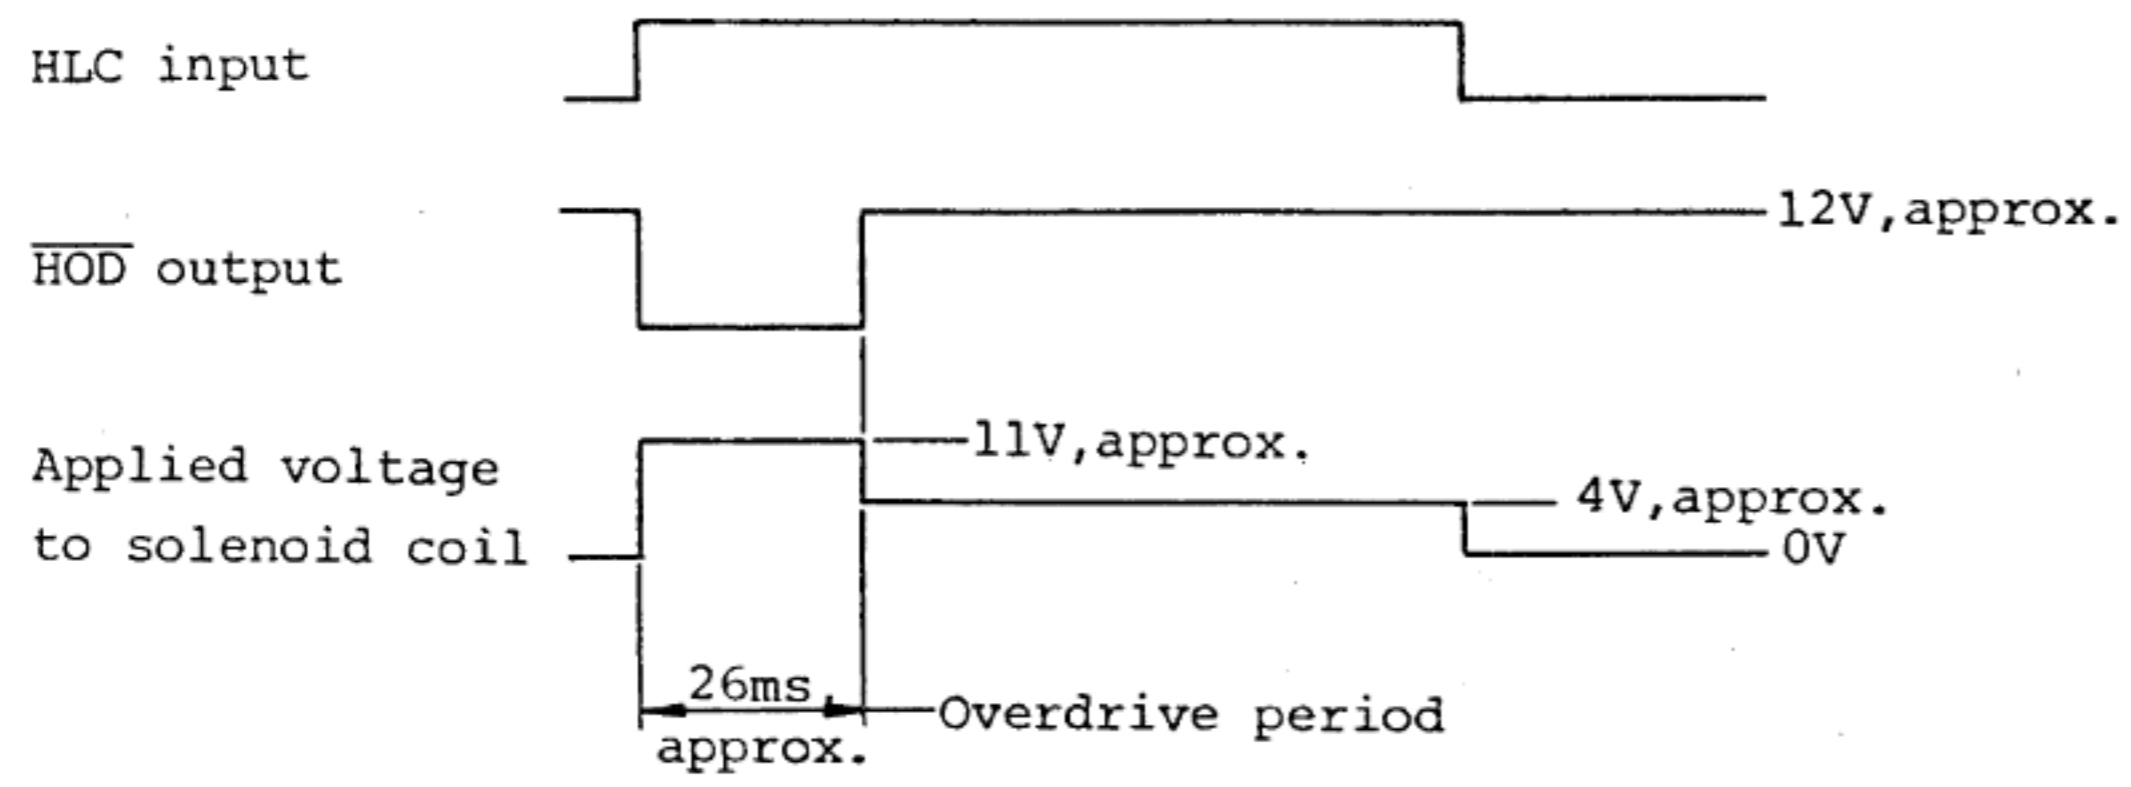 HLC input
12V,approx.
H̅O̅D̅ output
11V,approx.
Applied voltage
to solenoid coil
4V,approx.
0V
26ms,
approx.
Overdrive period